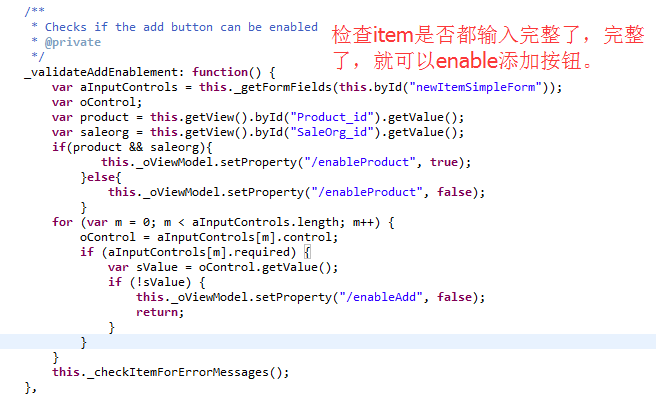 /**
 * Checks if the add button can be enabled
 * @private
 */
检查item是否都输入完整了，完整
了，就可以enable添加按钮。
_validateAddEnablement: function() {
    var aInputControls = this._getFormFields(this.byId("newItemSimpleForm"));
    var oControl;
    var product = this.getView().byId("Product_id").getValue();
    var saleorg = this.getView().byId("SaleOrg_id").getValue();
    if(product && saleorg){
          this._oViewModel.setProperty("/enableProduct", true);
        }else{
           this._oViewModel.setProperty("/enableProduct", false);
        }
    for (var m = 0; m < aInputControls.length; m++) {
        oControl = aInputControls[m].control;
        if (aInputControls[m].required) {
            var sValue = oControl.getValue();
            if (!sValue) {
                this._oViewModel.setProperty("/enableAdd", false);
                return;
            }
        }
    }
    this._checkItemForErrorMessages();
},